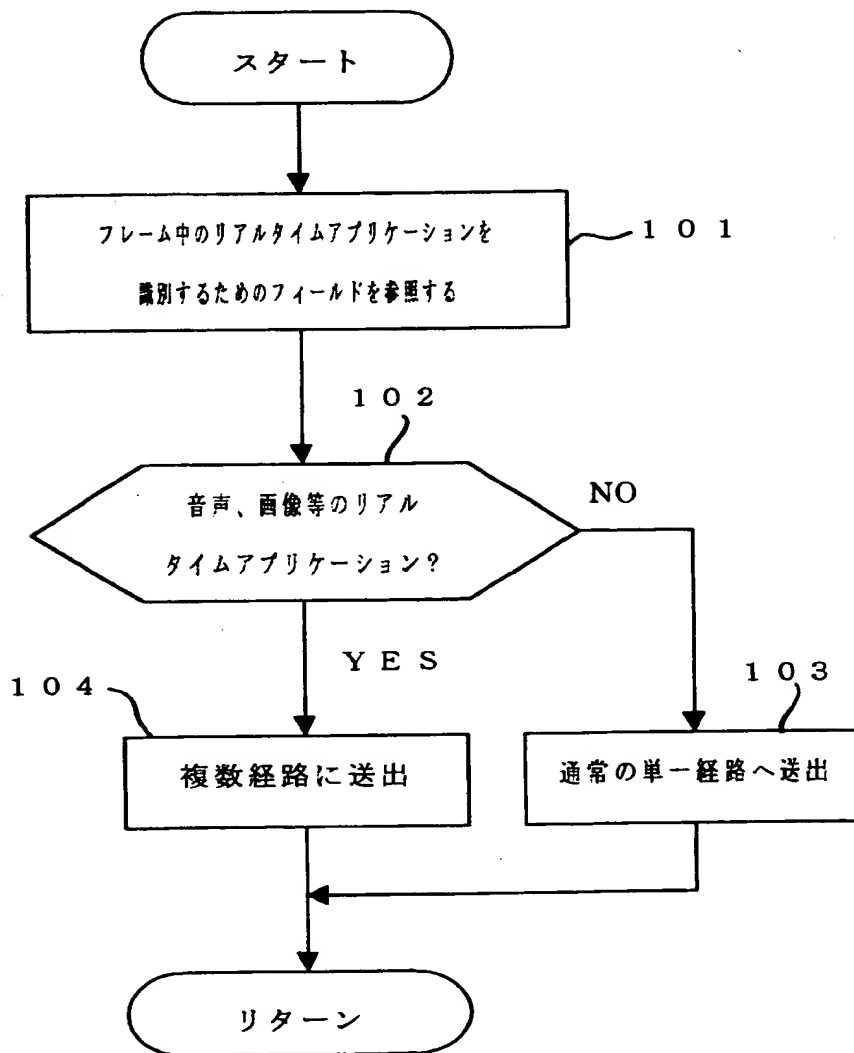 スタート
フレーム中のリアルタイムアプリケーションを
識別するためのフィールドを参照する
１０１
１０２
音声、画像等のリアル
タイムアプリケーション？
NO
ＹＥＳ
１０４
複数経路に送出
１０３
通常の単一経路へ送出
リターン